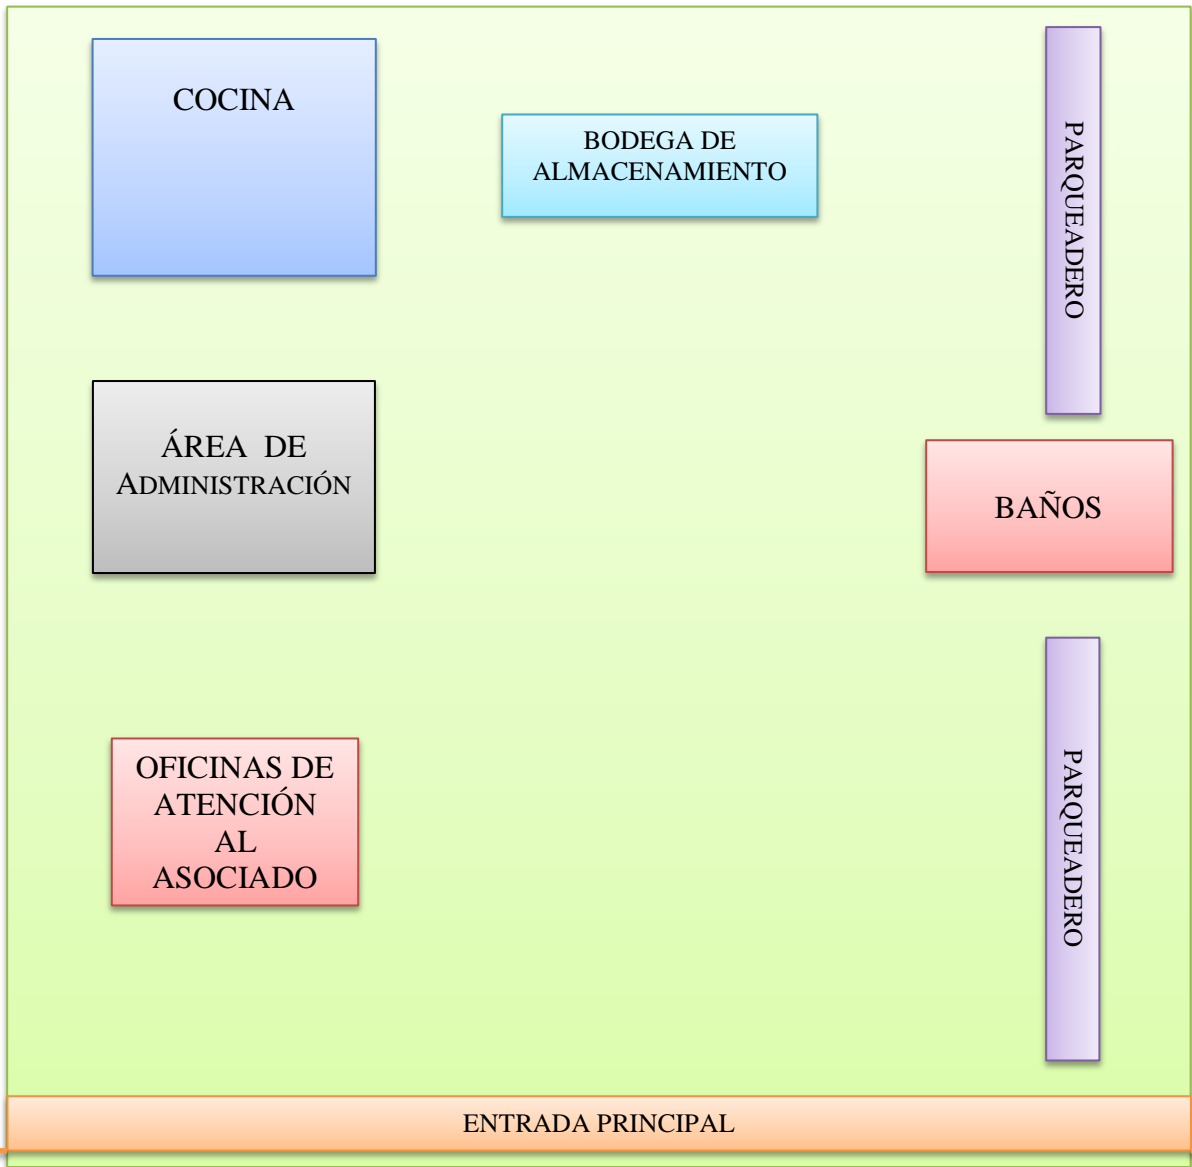 COCINA
BODEGA DE
ALMACENAMIENTO
PARQUEADERO
ÁREA DE
ADMINISTRACIÓN
BAÑOS
OFICINAS DE
ATENCIÓN
AL
ASOCIADO
PARQUEADERO
ENTRADA PRINCIPAL